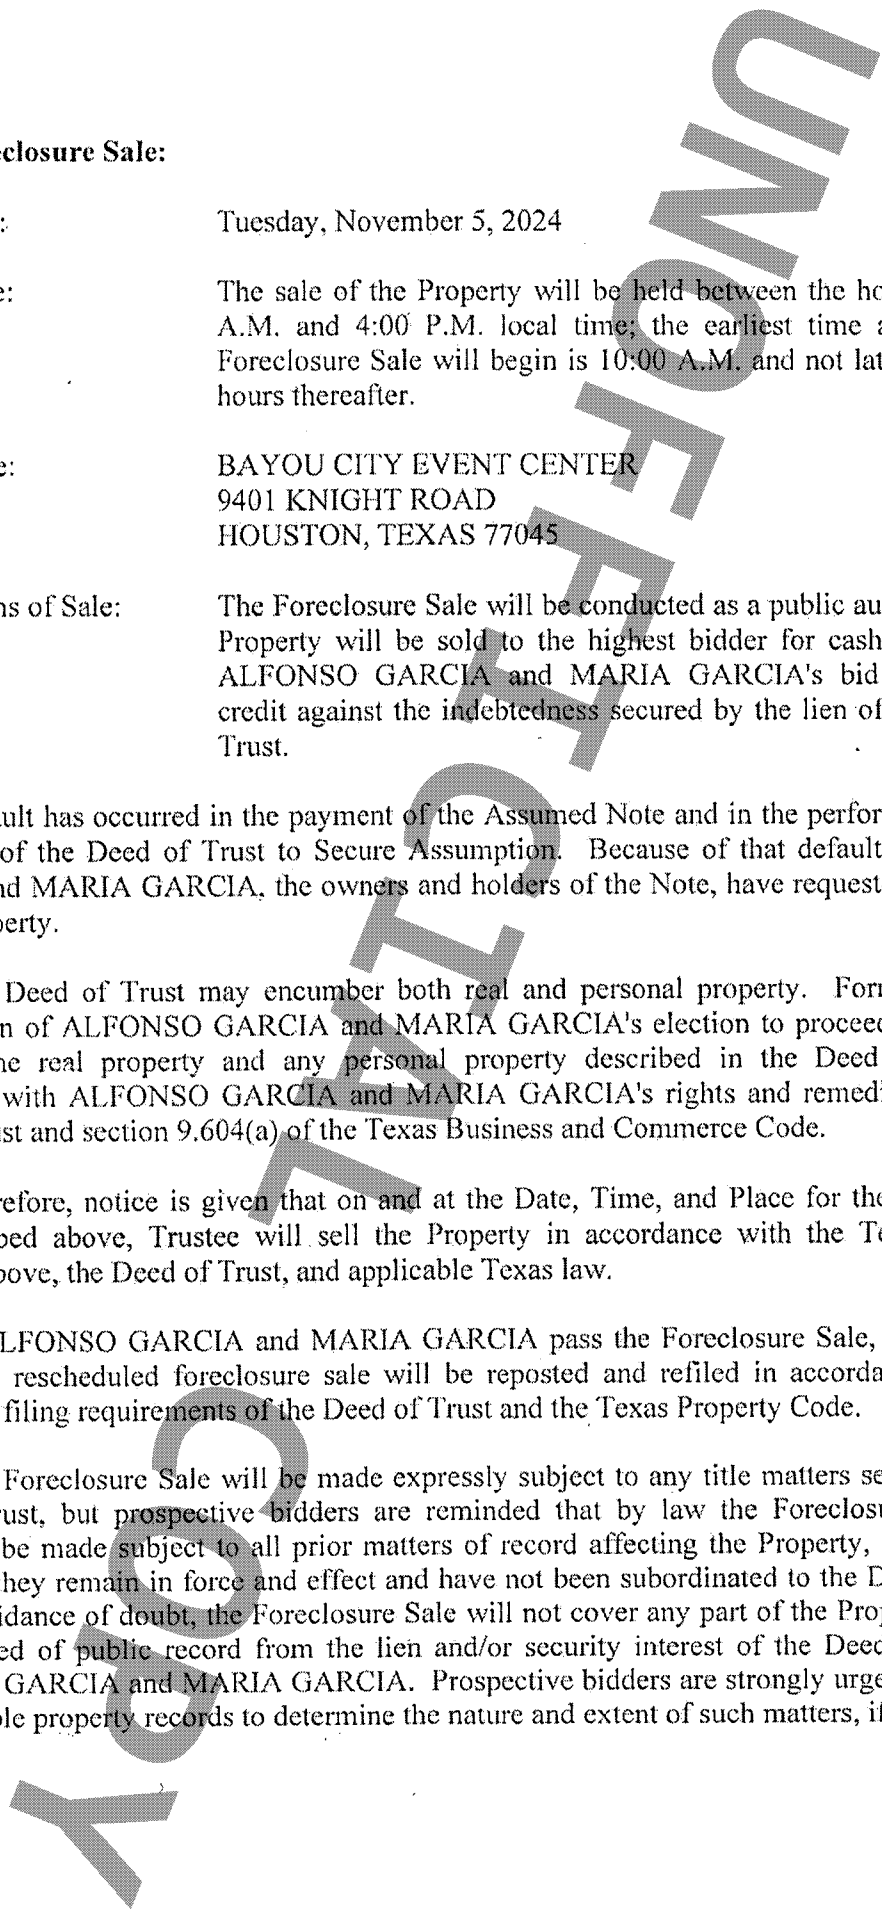 closure Sale:
:
Tuesday, November 5, 2024
e:
The sale of the Property will be held between the ho
A.M. and 4:00 P.M. local time; the earliest time a
Foreclosure Sale will begin is 10:00 A.M. and not lat
hours thereafter.
e:
BAYOU CITY EVENT CENTER
9401 KNIGHT ROAD
HOUSTON, TEXAS 77045
ns of Sale:
The Foreclosure Sale will be conducted as a public au
Property will be sold to the highest bidder for cash
ALFONSO GARCIA and MARIA GARCIA's bid
credit against the indebtedness secured by the lien of
Trust.
ult has occurred in the payment of the Assumed Note and in the perfor
of the Deed of Trust to Secure Assumption. Because of that default
nd MARIA GARCIA, the owners and holders of the Note, have request
perty.
Deed of Trust may encumber both real and personal property. For
n of ALFONSO GARCIA and MARIA GARCIA's election to proceed
ne real property and any personal property described in the Deed
with ALFONSO GARCIA and MARIA GARCIA's rights and remedi
ust and section 9.604(a) of the Texas Business and Commerce Code.
refore, notice is given that on and at the Date, Time, and Place for the
bed above, Trustee will sell the Property in accordance with the Te
bove, the Deed of Trust, and applicable Texas law.
LFONSO GARCIA and MARIA GARCIA pass the Foreclosure Sale,
rescheduled foreclosure sale will be reposted and refiled in accorda
filing requirements of the Deed of Trust and the Texas Property Code.
Foreclosure Sale will be made expressly subject to any title matters se
rust, but prospective bidders are reminded that by law the Foreclosu
be made subject to all prior matters of record affecting the Property,
hey remain in force and effect and have not been subordinated to the D
idance of doubt, the Foreclosure Sale will not cover any part of the Prop
ed of public record from the lien and/or security interest of the Deed
GARCIA and MARIA GARCIA. Prospective bidders are strongly urge
ble property records to determine the nature and extent of such matters, if
UNOFFICIAL COPY